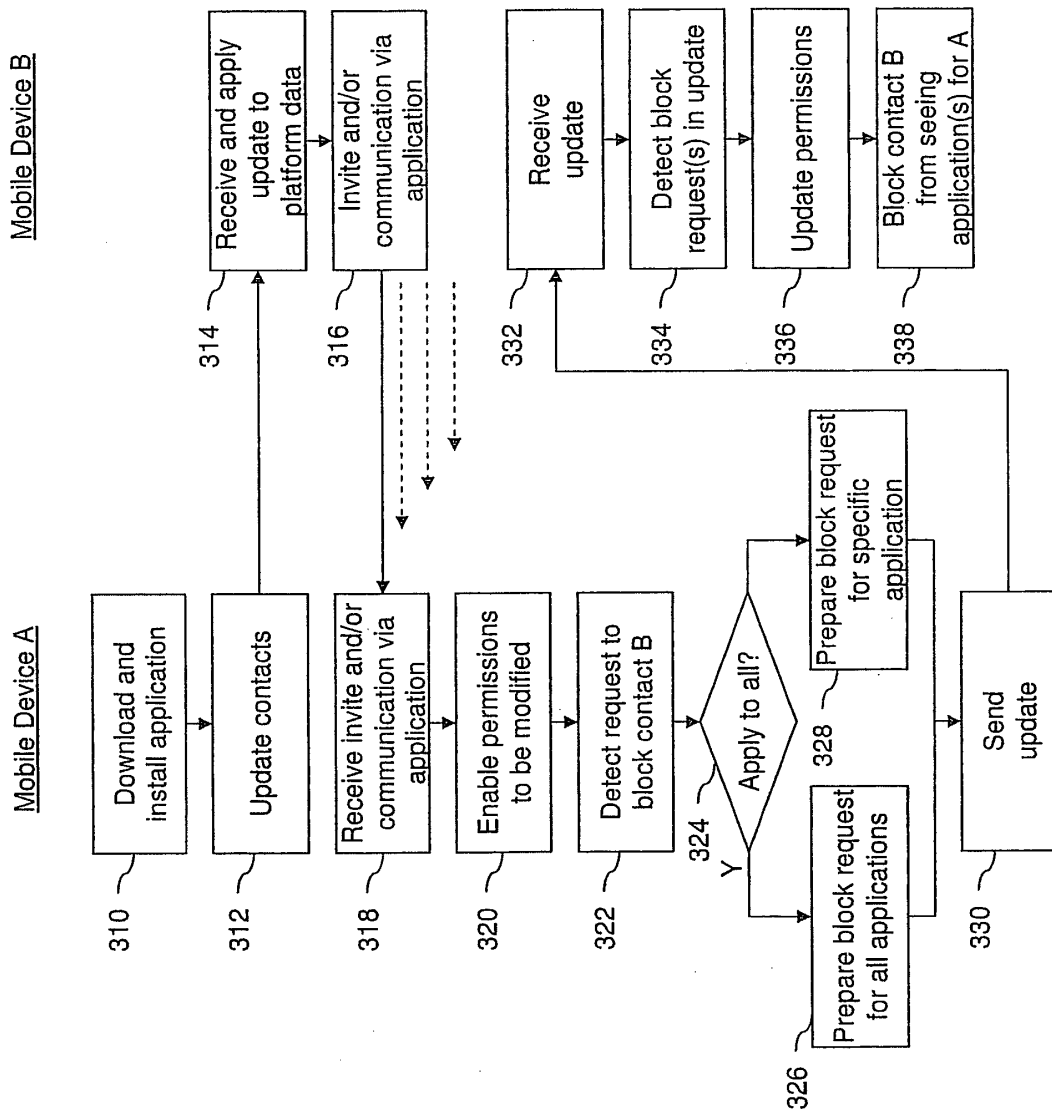 Mobile Device A
Download and
install application
310
Update contacts
312
Receive invite and/or
communication via
application
318
Enable permissions
to be modified
320
Detect request to
block contact B
322
Apply to all?
324
Y
Prepare block request
for all applications
326
Prepare block request
for specific
application
328
Send
update
330
Mobile Device B
Receive and apply
update to
platform data
314
Invite and/or
communication via
application
316
Receive
update
332
Detect block
request(s) in update
334
Update permissions
336
Block contact B
from seeing
application(s) for A
338